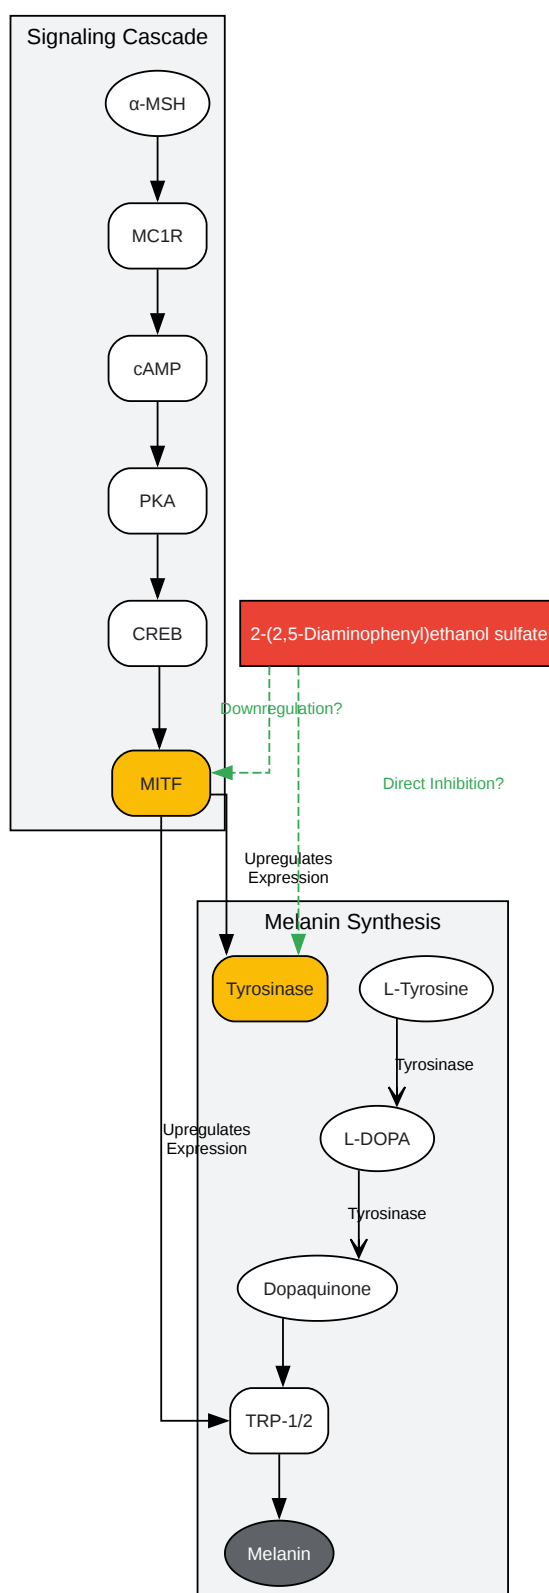 Signaling Cascade
α-MSH
MC1R
cAMP
PKA
CREB
2-(2,5-Diaminophenyl)ethanol sulfate
Downregulation?
MITF
Direct Inhibition?
Upregulates
Expression
Melanin Synthesis
Tyrosinase
L-Tyrosine
Tyrosinase
L-DOPA
Upregulates
Expression
Tyrosinase
Dopaquinone
TRP-1/2
Melanin